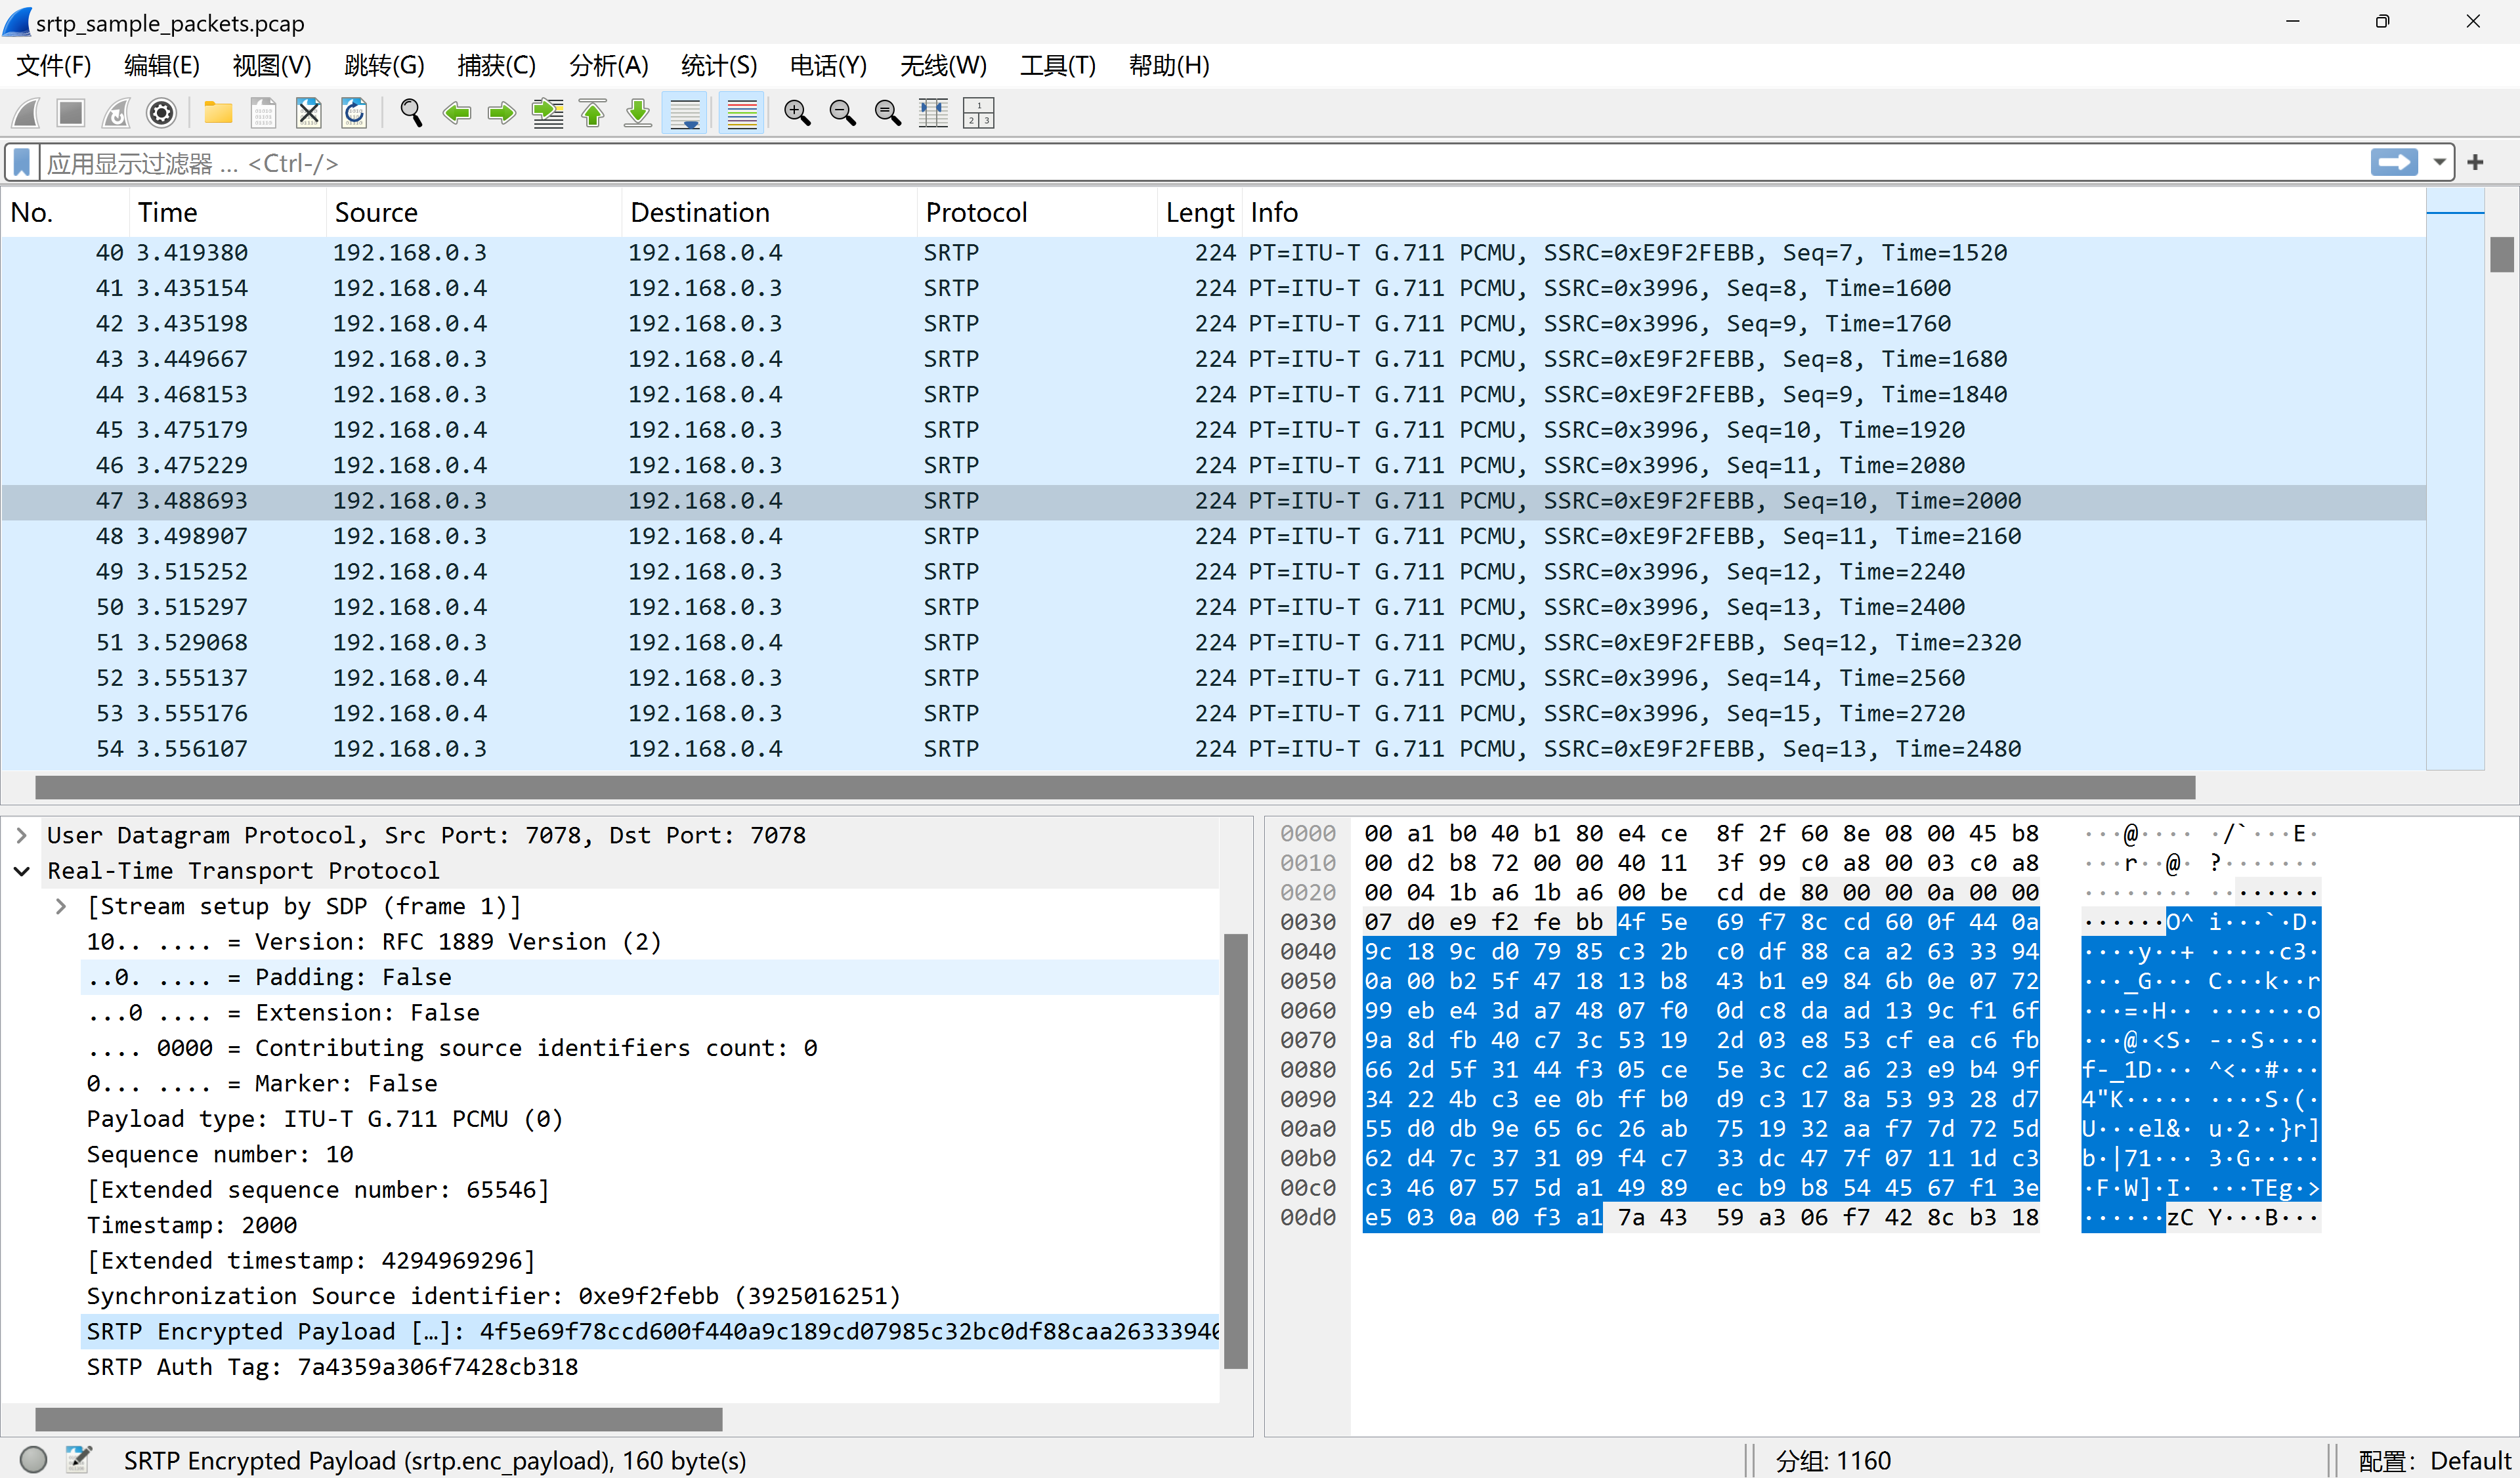 srtp_sample_packets.pcap
文件(F) 编辑(E) 视图(V) 跳转(G) 捕获(C) 分析(A) 统计(S) 电话(Y) 无线(W) 工具(T) 帮助(H)
应用显示过滤器 … <Ctrl-/>
No. Time Source Destination Protocol Lengt Info
40 3.419380 192.168.0.3 192.168.0.4 SRTP 224 PT=ITU-T G.711 PCMU, SSRC=0xE9F2FEBB, Seq=7, Time=1520
41 3.435154 192.168.0.4 192.168.0.3 SRTP 224 PT=ITU-T G.711 PCMU, SSRC=0x3996, Seq=8, Time=1600
42 3.435198 192.168.0.4 192.168.0.3 SRTP 224 PT=ITU-T G.711 PCMU, SSRC=0x3996, Seq=9, Time=1760
43 3.449667 192.168.0.3 192.168.0.4 SRTP 224 PT=ITU-T G.711 PCMU, SSRC=0xE9F2FEBB, Seq=8, Time=1680
44 3.468153 192.168.0.3 192.168.0.4 SRTP 224 PT=ITU-T G.711 PCMU, SSRC=0xE9F2FEBB, Seq=9, Time=1840
45 3.475179 192.168.0.4 192.168.0.3 SRTP 224 PT=ITU-T G.711 PCMU, SSRC=0x3996, Seq=10, Time=1920
46 3.475229 192.168.0.4 192.168.0.3 SRTP 224 PT=ITU-T G.711 PCMU, SSRC=0x3996, Seq=11, Time=2080
47 3.488693 192.168.0.3 192.168.0.4 SRTP 224 PT=ITU-T G.711 PCMU, SSRC=0xE9F2FEBB, Seq=10, Time=2000
48 3.498907 192.168.0.3 192.168.0.4 SRTP 224 PT=ITU-T G.711 PCMU, SSRC=0xE9F2FEBB, Seq=11, Time=2160
49 3.515252 192.168.0.4 192.168.0.3 SRTP 224 PT=ITU-T G.711 PCMU, SSRC=0x3996, Seq=12, Time=2240
50 3.515297 192.168.0.4 192.168.0.3 SRTP 224 PT=ITU-T G.711 PCMU, SSRC=0x3996, Seq=13, Time=2400
51 3.529068 192.168.0.3 192.168.0.4 SRTP 224 PT=ITU-T G.711 PCMU, SSRC=0xE9F2FEBB, Seq=12, Time=2320
52 3.555137 192.168.0.4 192.168.0.3 SRTP 224 PT=ITU-T G.711 PCMU, SSRC=0x3996, Seq=14, Time=2560
53 3.555176 192.168.0.4 192.168.0.3 SRTP 224 PT=ITU-T G.711 PCMU, SSRC=0x3996, Seq=15, Time=2720
54 3.556107 192.168.0.3 192.168.0.4 SRTP 224 PT=ITU-T G.711 PCMU, SSRC=0xE9F2FEBB, Seq=13, Time=2480
User Datagram Protocol, Src Port: 7078, Dst Port: 7078
Real-Time Transport Protocol
[Stream setup by SDP (frame 1)]
10.. .... = Version: RFC 1889 Version (2)
..0. .... = Padding: False
...0 .... = Extension: False
.... 0000 = Contributing source identifiers count: 0
0... .... = Marker: False
Payload type: ITU-T G.711 PCMU (0)
Sequence number: 10
[Extended sequence number: 65546]
Timestamp: 2000
[Extended timestamp: 4294969296]
Synchronization Source identifier: 0xe9f2febb (3925016251)
SRTP Encrypted Payload […]: 4f5e69f78ccd600f440a9c189cd07985c32bc0df88caa26333940
SRTP Auth Tag: 7a4359a306f7428cb318
0000 00 a1 b0 40 b1 80 e4 ce 8f 2f 60 8e 08 00 45 b8 ···@···· ·/`···E·
0010 00 d2 b8 72 00 00 40 11 3f 99 c0 a8 00 03 c0 a8 ···r··@· ?·······
0020 00 04 1b a6 1b a6 00 be cd de 80 00 00 0a 00 00 ········ ········
0030 07 d0 e9 f2 fe bb 4f 5e 69 f7 8c cd 60 0f 44 0a ······O^ i···`·D·
0040 9c 18 9c d0 79 85 c3 2b c0 df 88 ca a2 63 33 94 ····y··+ ·····c3·
0050 0a 00 b2 5f 47 18 13 b8 43 b1 e9 84 6b 0e 07 72 ···_G··· C···k··r
0060 99 eb e4 3d a7 48 07 f0 0d c8 da ad 13 9c f1 6f ···=·H·· ·······o
0070 9a 8d fb 40 c7 3c 53 19 2d 03 e8 53 cf ea c6 fb ···@·<S· -··S····
0080 66 2d 5f 31 44 f3 05 ce 5e 3c c2 a6 23 e9 b4 9f f-_1D··· ^<··#···
0090 34 22 4b c3 ee 0b ff b0 d9 c3 17 8a 53 93 28 d7 4"K····· ····S·(·
00a0 55 d0 db 9e 65 6c 26 ab 75 19 32 aa f7 7d 72 5d U···el&· u·2··}r]
00b0 62 d4 7c 37 31 09 f4 c7 33 dc 47 7f 07 11 1d c3 b·|71··· 3·G·····
00c0 c3 46 07 57 5d a1 49 89 ec b9 b8 54 45 67 f1 3e ·F·W]·I· ···TEg·>
00d0 e5 03 0a 00 f3 a1 7a 43 59 a3 06 f7 42 8c b3 18 ······zC Y···B···
SRTP Encrypted Payload (srtp.enc_payload), 160 byte(s) 分组: 1160 配置: Default